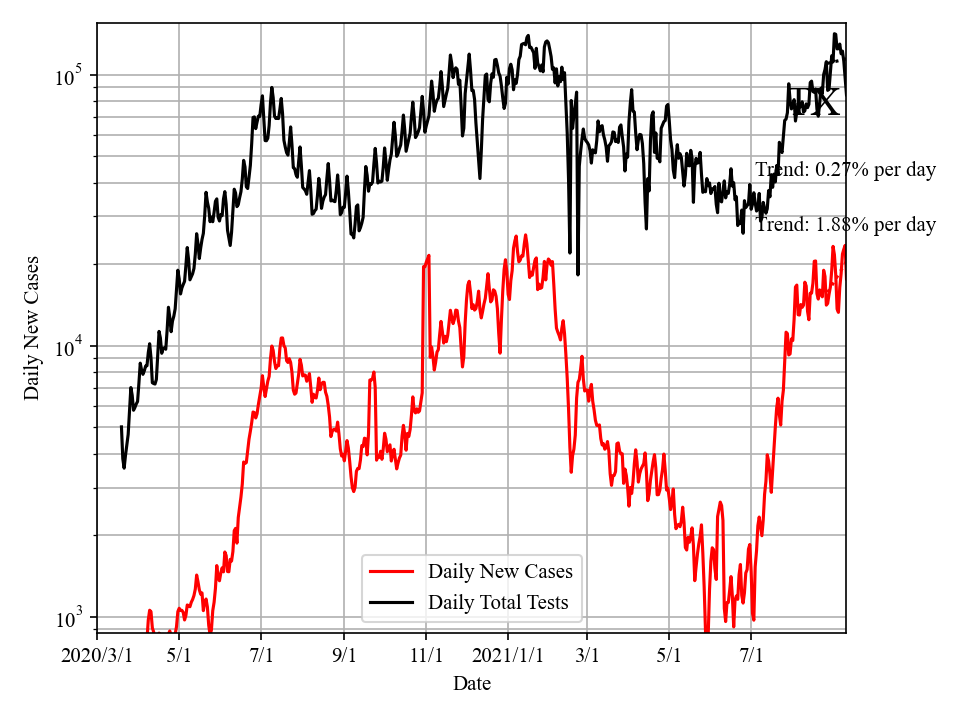 10^5
TX
Trend: 0.27% per day
Trend: 1.88% per day
Daily New Cases
10^4
Daily New Cases
Daily Total Tests
10^3
2020/3/1 5/1 7/1 9/1 11/1 2021/1/1 3/1 5/1 7/1
Date